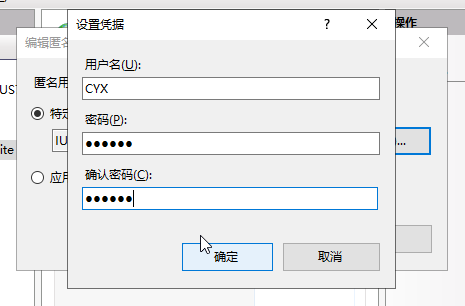 操作
设置凭据
?
编辑匿
用户名(U):
CYX
匿名用
密码(P):
特定
●●●●●●
IU
...
ite
确认密码(C):
应用
●●●●●●
确定
取消